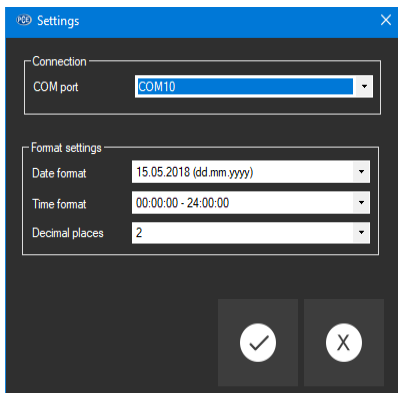 PCE Settings
Connection
COM port COM10
Format settings
Date format 15.05.2018 (dd.mm.yyyy)
Time format 00:00:00 - 24:00:00
Decimal places 2
X